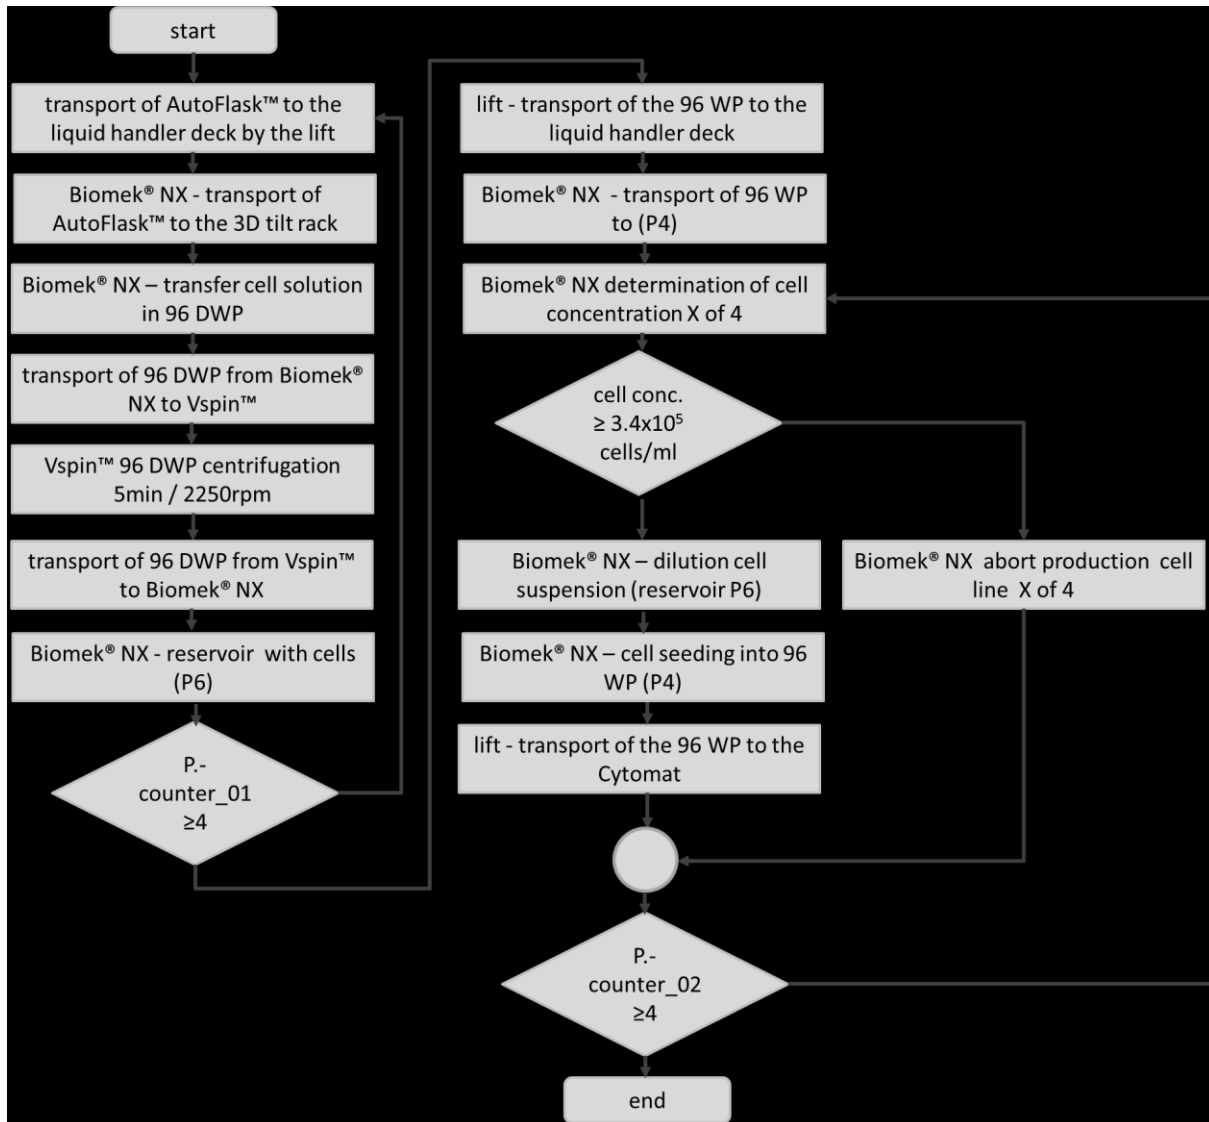 start
transport of AutoFlask™ to the
liquid handler deck by the lift
Biomek® NX - transport of
AutoFlask™ to the 3D tilt rack
Biomek® NX – transfer cell solution
in 96 DWP
transport of 96 DWP from Biomek®
NX to Vspin™
Vspin™ 96 DWP centrifugation
5min / 2250rpm
transport of 96 DWP from Vspin™
to Biomek® NX
Biomek® NX - reservoir with cells
(P6)
P.-
counter_01
≥4
lift - transport of the 96 WP to the
liquid handler deck
Biomek® NX - transport of 96 WP
to (P4)
Biomek® NX determination of cell
concentration X of 4
cell conc.
≥ 3.4x10⁵
cells/ml
Biomek® NX – dilution cell
suspension (reservoir P6)
Biomek® NX abort production cell
line X of 4
Biomek® NX – cell seeding into 96
WP (P4)
lift - transport of the 96 WP to the
Cytomat
P.-
counter_02
≥4
end